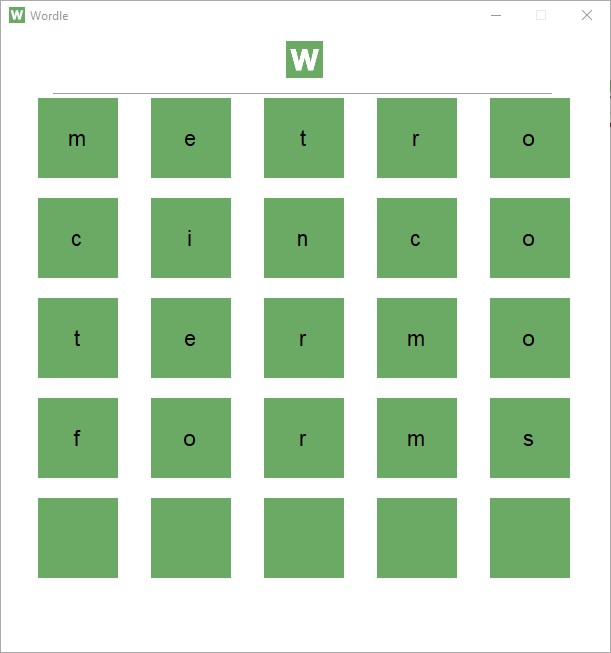 W Wordle
W
m e t r o
c i n c o
t e r m o
f o r m s